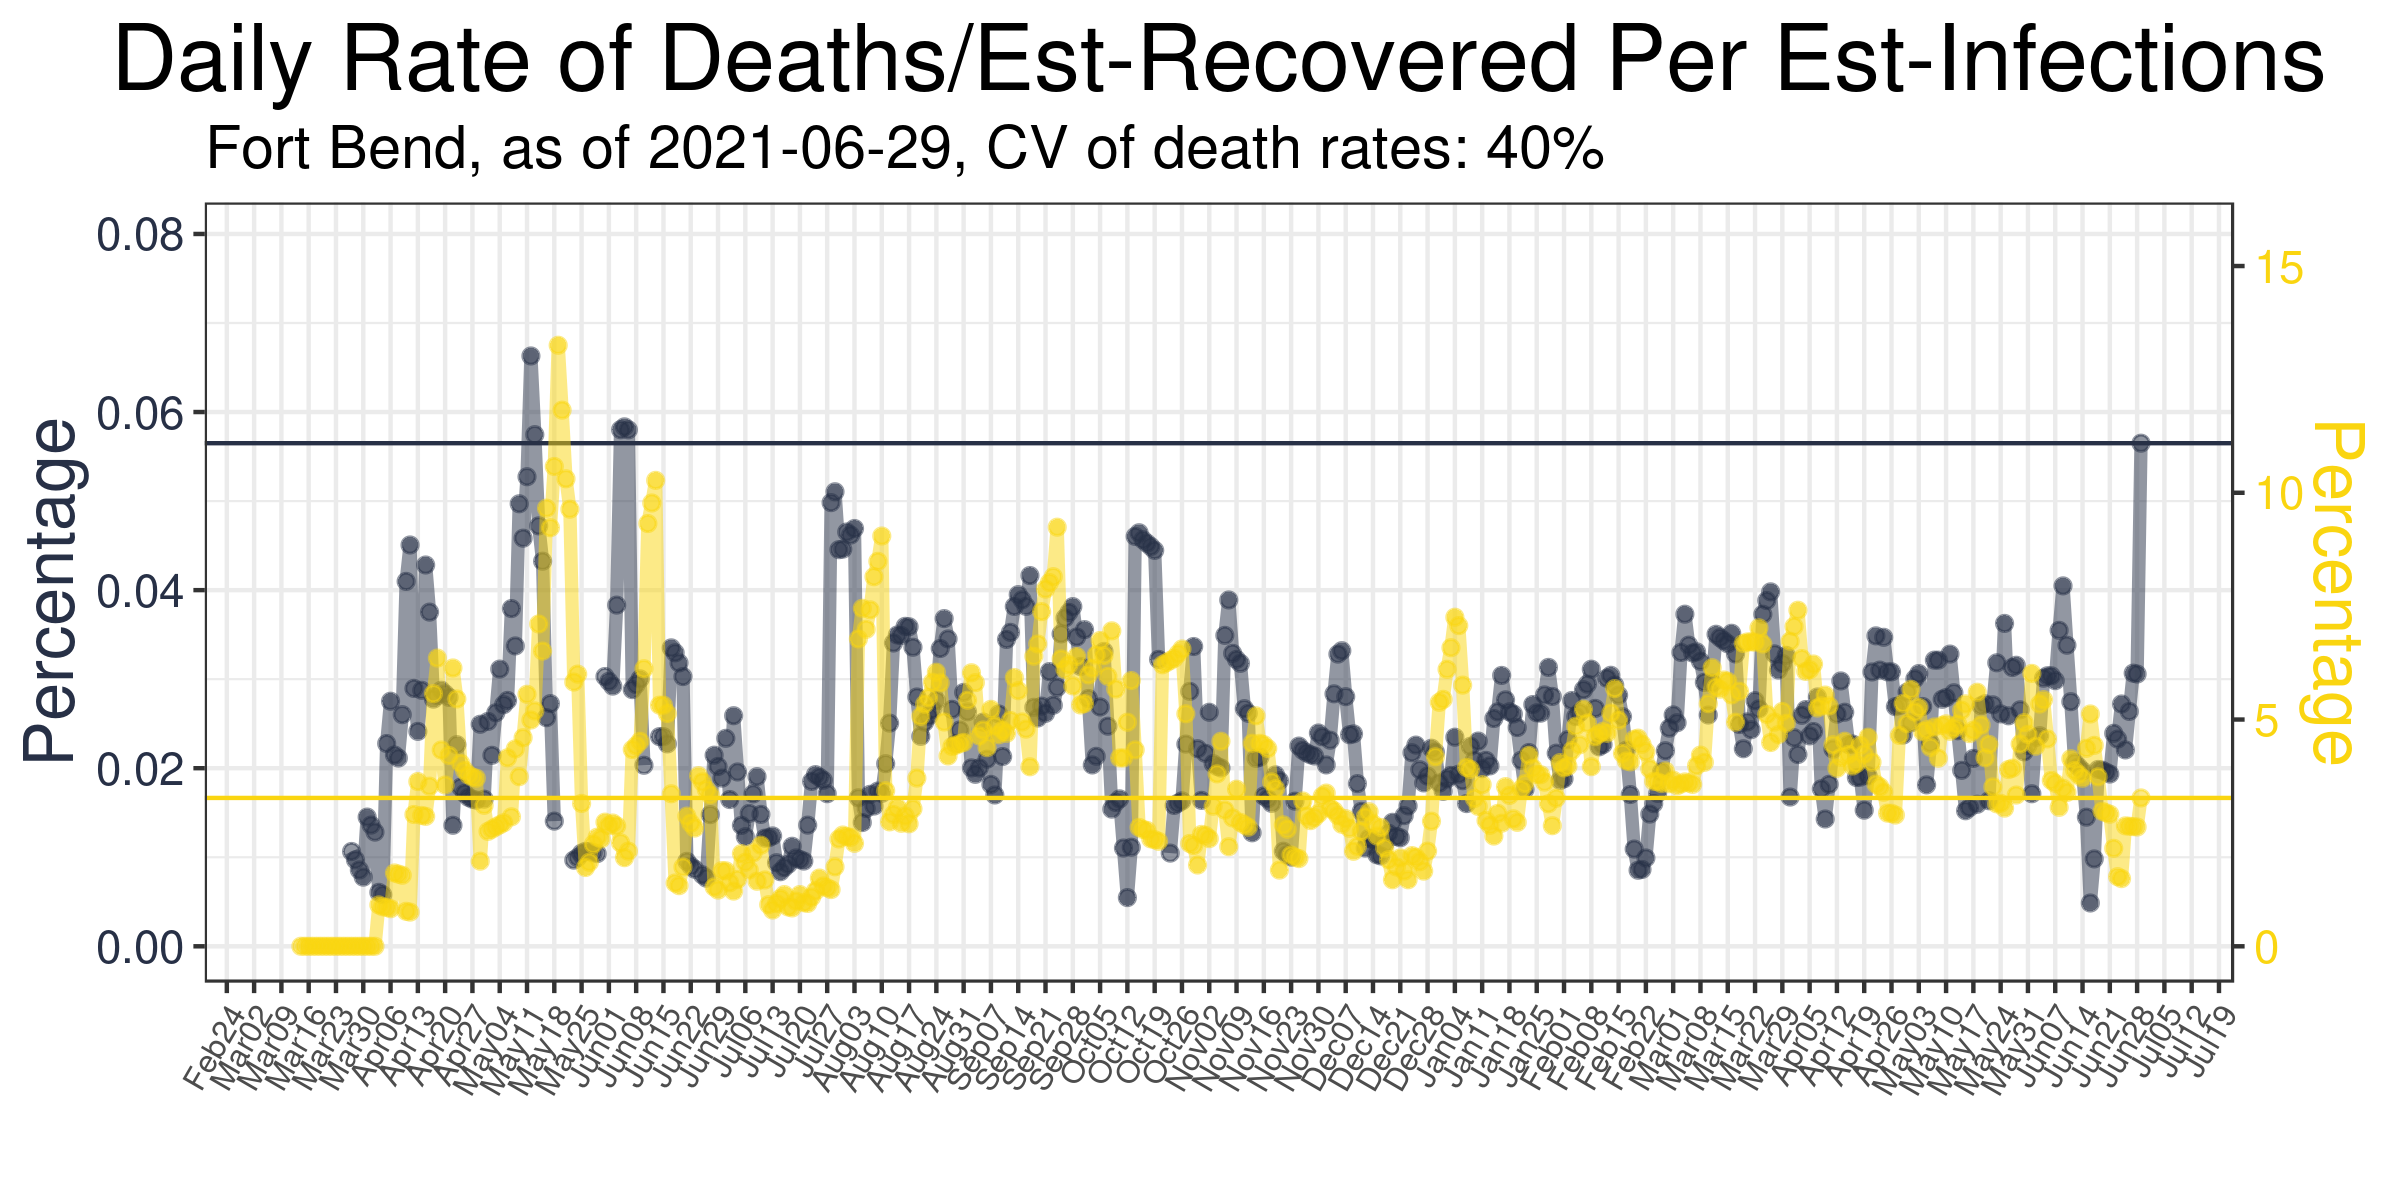 Daily Rate of Deaths/Est-Recovered Per Est-Infections
Fort Bend, as of 2021-06-29, CV of death rates: 40%
Percentage
0.08
0.06
0.04
0.02
0.00
15
10
5
0
Percentage
Feb24
Mar02
Mar09
Mar16
Mar23
Mar30
Apr06
Apr13
Apr20
Apr27
May04
May11
May18
May25
Jun01
Jun08
Jun15
Jun22
Jun29
Jul06
Jul13
Jul20
Jul27
Aug03
Aug10
Aug17
Aug24
Aug31
Sep07
Sep14
Sep21
Sep28
Oct05
Oct12
Oct19
Oct26
Nov02
Nov09
Nov16
Nov23
Nov30
Dec07
Dec14
Dec21
Dec28
Jan04
Jan11
Jan18
Jan25
Feb01
Feb08
Feb15
Feb22
Mar01
Mar08
Mar15
Mar22
Mar29
Apr05
Apr12
Apr19
Apr26
May03
May10
May17
May24
May31
Jun07
Jun14
Jun21
Jun28
Jul05
Jul12
Jul19